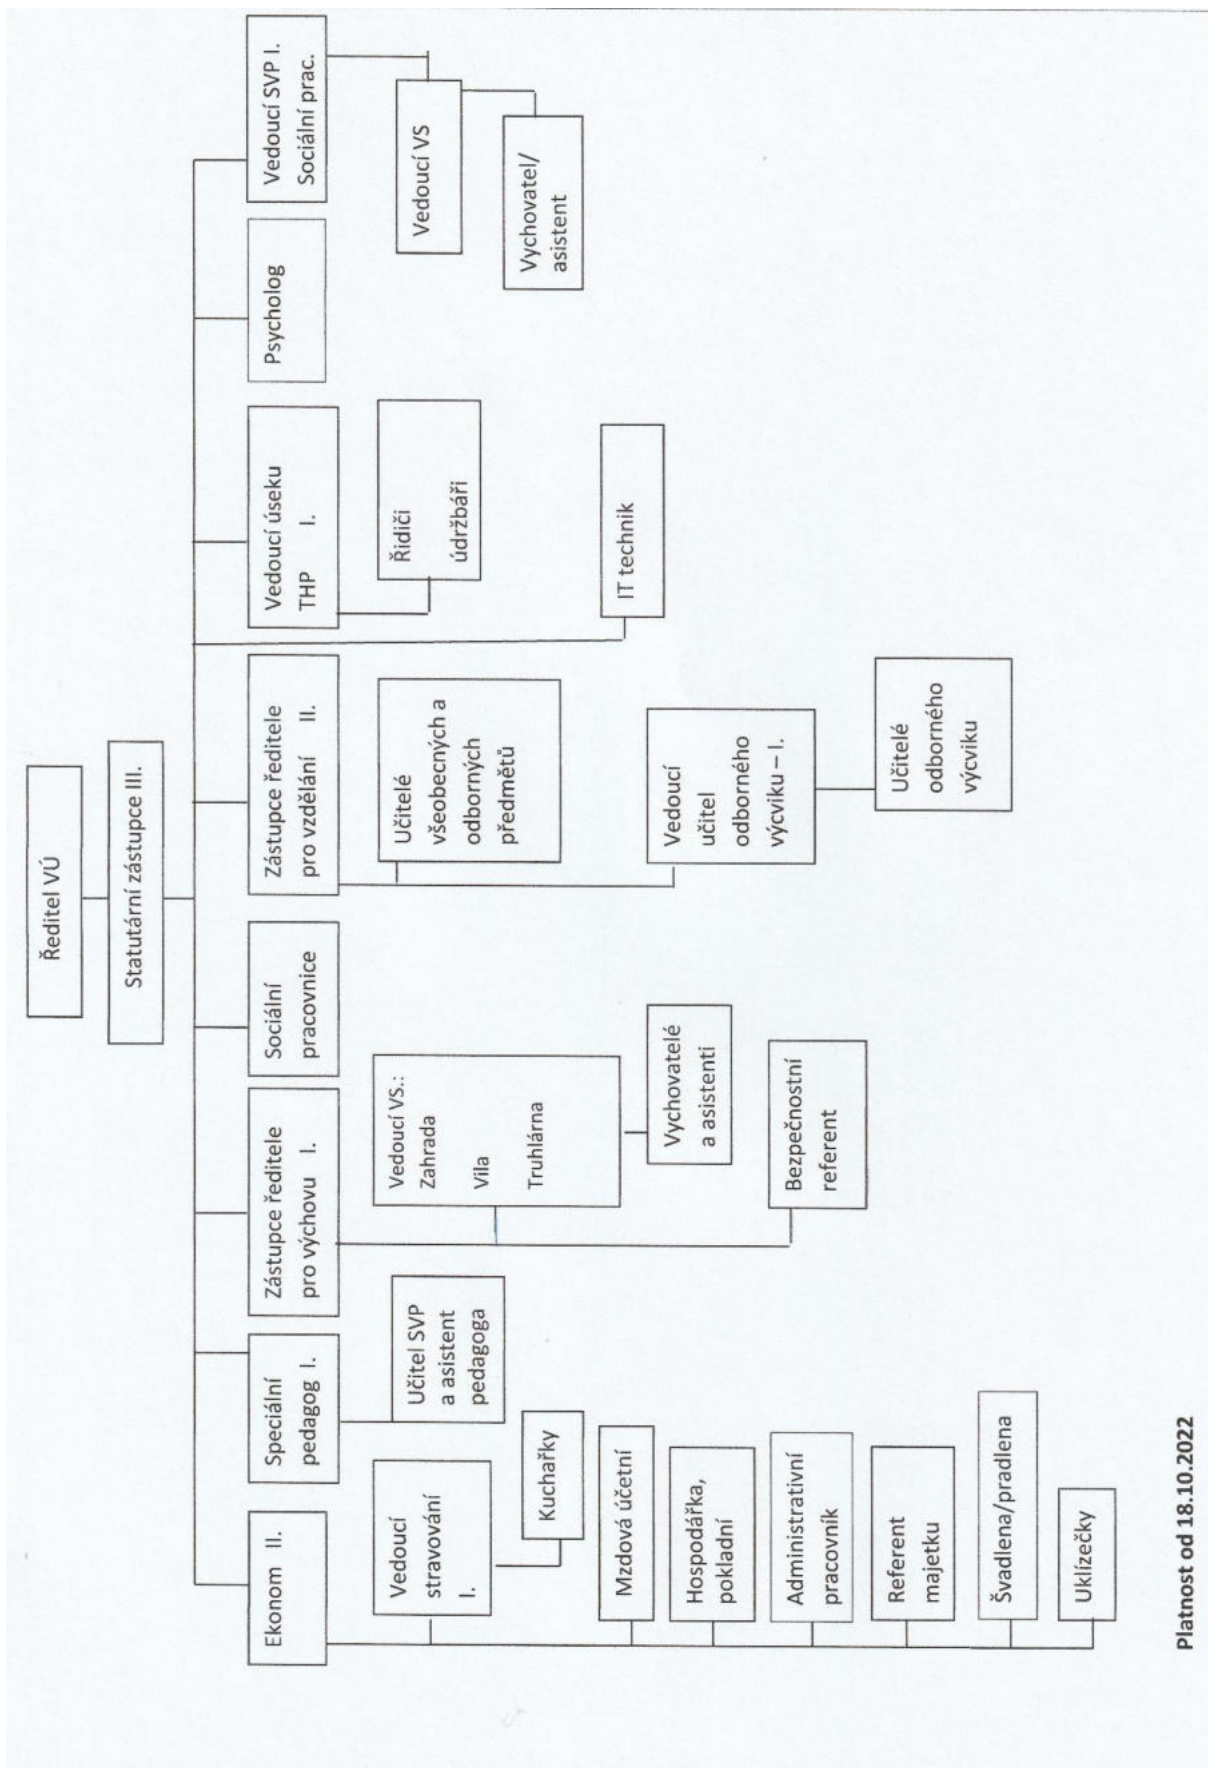 Ředitel VÚ
Statutární zástupce III.
Ekonom II.
Speciální
pedagog I.
Zástupce ředitele
pro výchovu I.
Sociální
pracovnice
Zástupce ředitele
pro vzdělání II.
Vedoucí úseku
THP I.
Psycholog
Vedoucí SVP I.
Sociální prac.
Vedoucí
stravování
I.
Kuchařky
Mzdová účetní
Hospodářka,
pokladní
Administrativní
pracovník
Referent
majetku
Švadlena/pradlena
Uklízečky
Učitel SVP
a asistent
pedagoga
Vedoucí VS.:
Zahrada
Vila
Truhlárna
Vychovatelé
a asistenti
Bezpečnostní
referent
Učitelé
všeobecných a
odborných
předmětů
Vedoucí
učitel
odborného
výcviku – I.
Učitelé
odborného
výcviku
IT technik
Řidiči
údržbáři
Vedoucí VS
Vychovatel/
asistent
Platnost od 18.10.2022